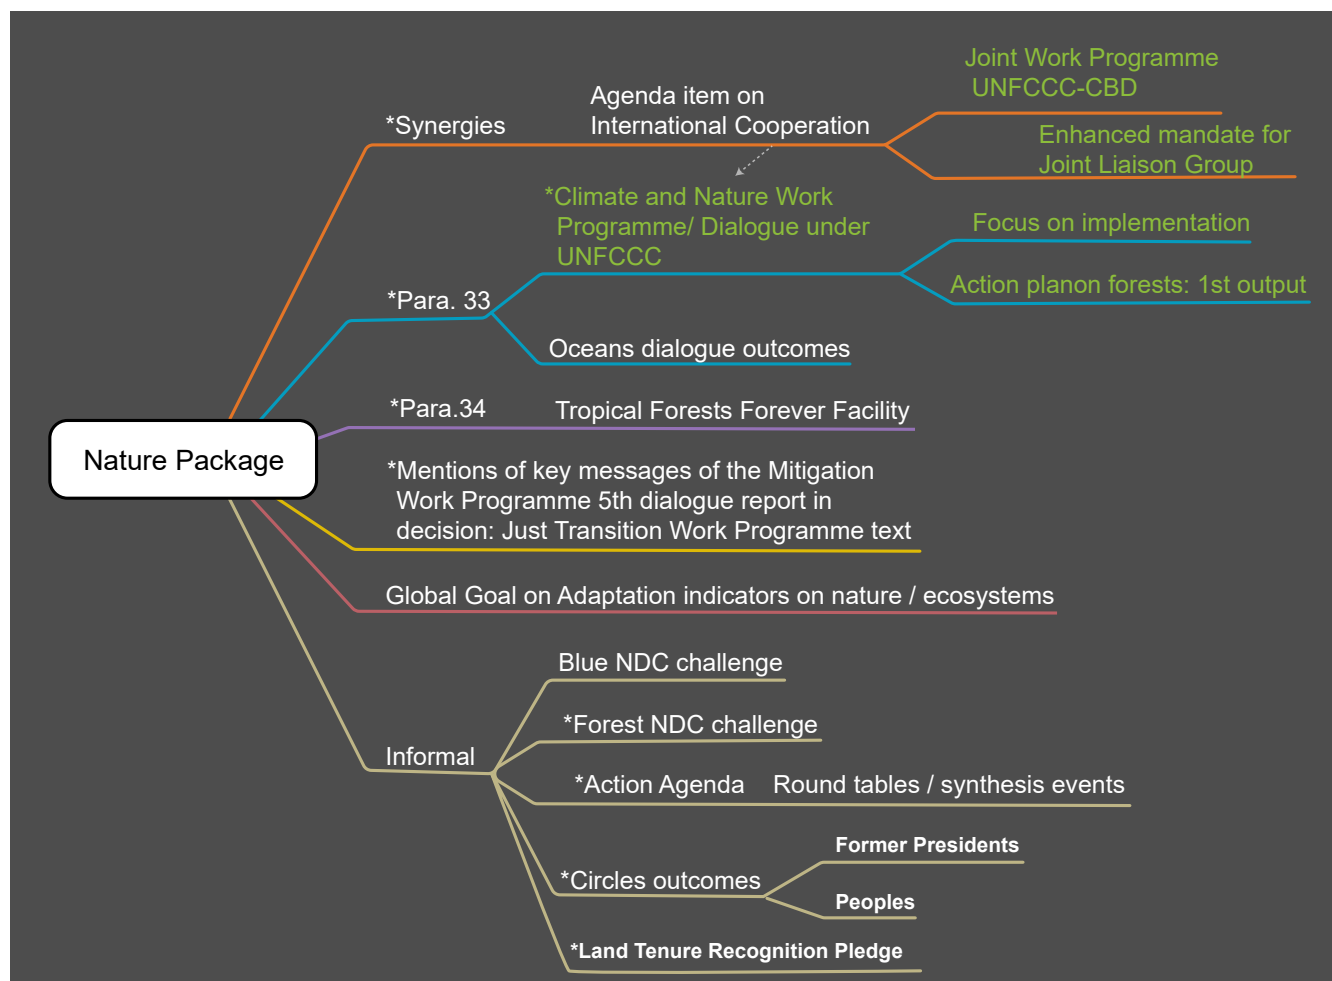 Nature Package
*Synergies
Agenda item on
International Cooperation
Joint Work Programme
UNFCCC-CBD
Enhanced mandate for
Joint Liaison Group
*Para. 33
*Climate and Nature Work
Programme/ Dialogue under
UNFCCC
Focus on implementation
Action planon forests: 1st output
Oceans dialogue outcomes
*Para.34
Tropical Forests Forever Facility
*Mentions of key messages of the Mitigation
Work Programme 5th dialogue report in
decision: Just Transition Work Programme text
Global Goal on Adaptation indicators on nature / ecosystems
Informal
Blue NDC challenge
*Forest NDC challenge
*Action Agenda
Round tables / synthesis events
*Circles outcomes
Former Presidents
Peoples
*Land Tenure Recognition Pledge